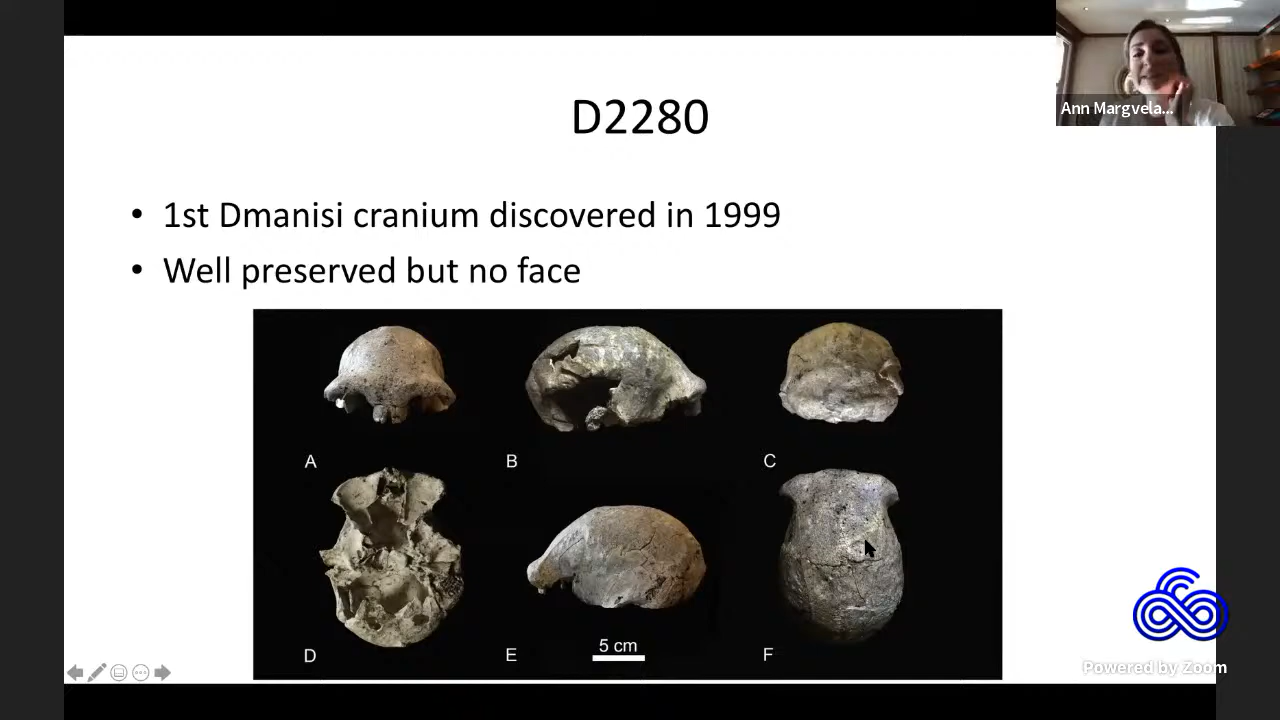 D2280
Ann Margvela...
• 1st Dmanisi cranium discovered in 1999
• Well preserved but no face
A
B
C
D
E
5 cm
F
Powered by Zoom